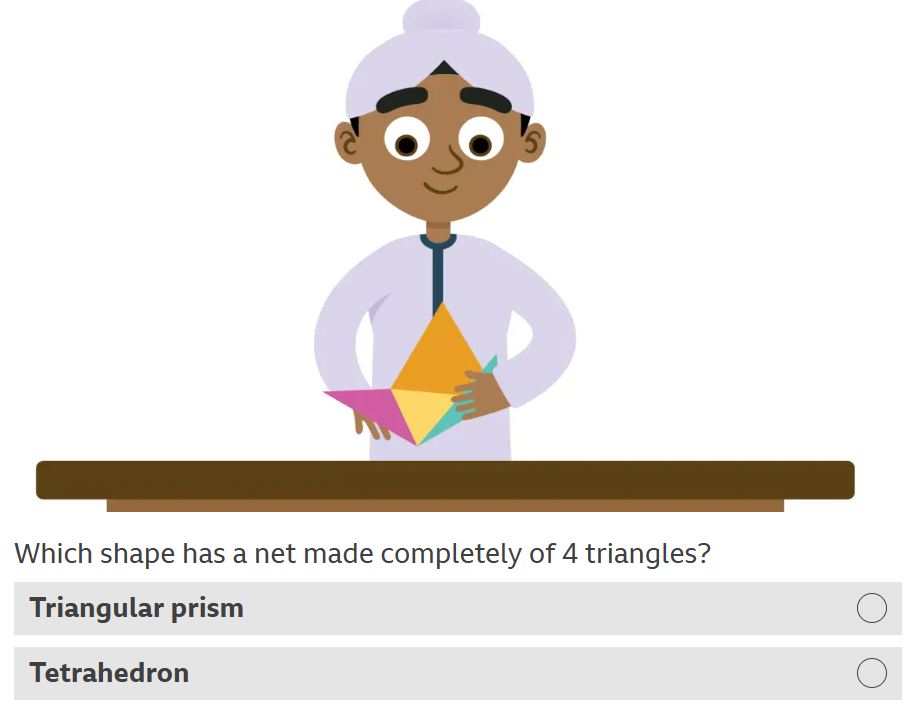 Which shape has a net made completely of 4 triangles?
Triangular prism
Tetrahedron